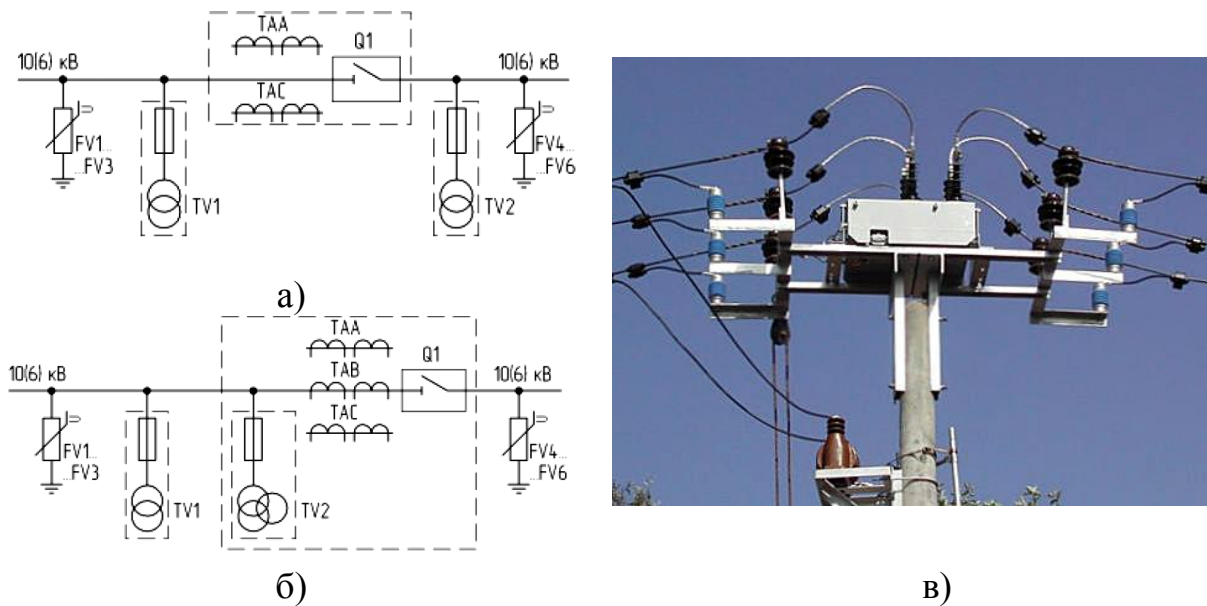 TAA
Q1
10(6) кВ
10(6) кВ
TAC
FV1...
...FV3
FV4...
...FV6
TV1
TV2
а)
TAA
Q1
10(6) кВ
TAB
10(6) кВ
TAC
FV1...
...FV3
FV4...
...FV6
TV1
TV2
б)
в)